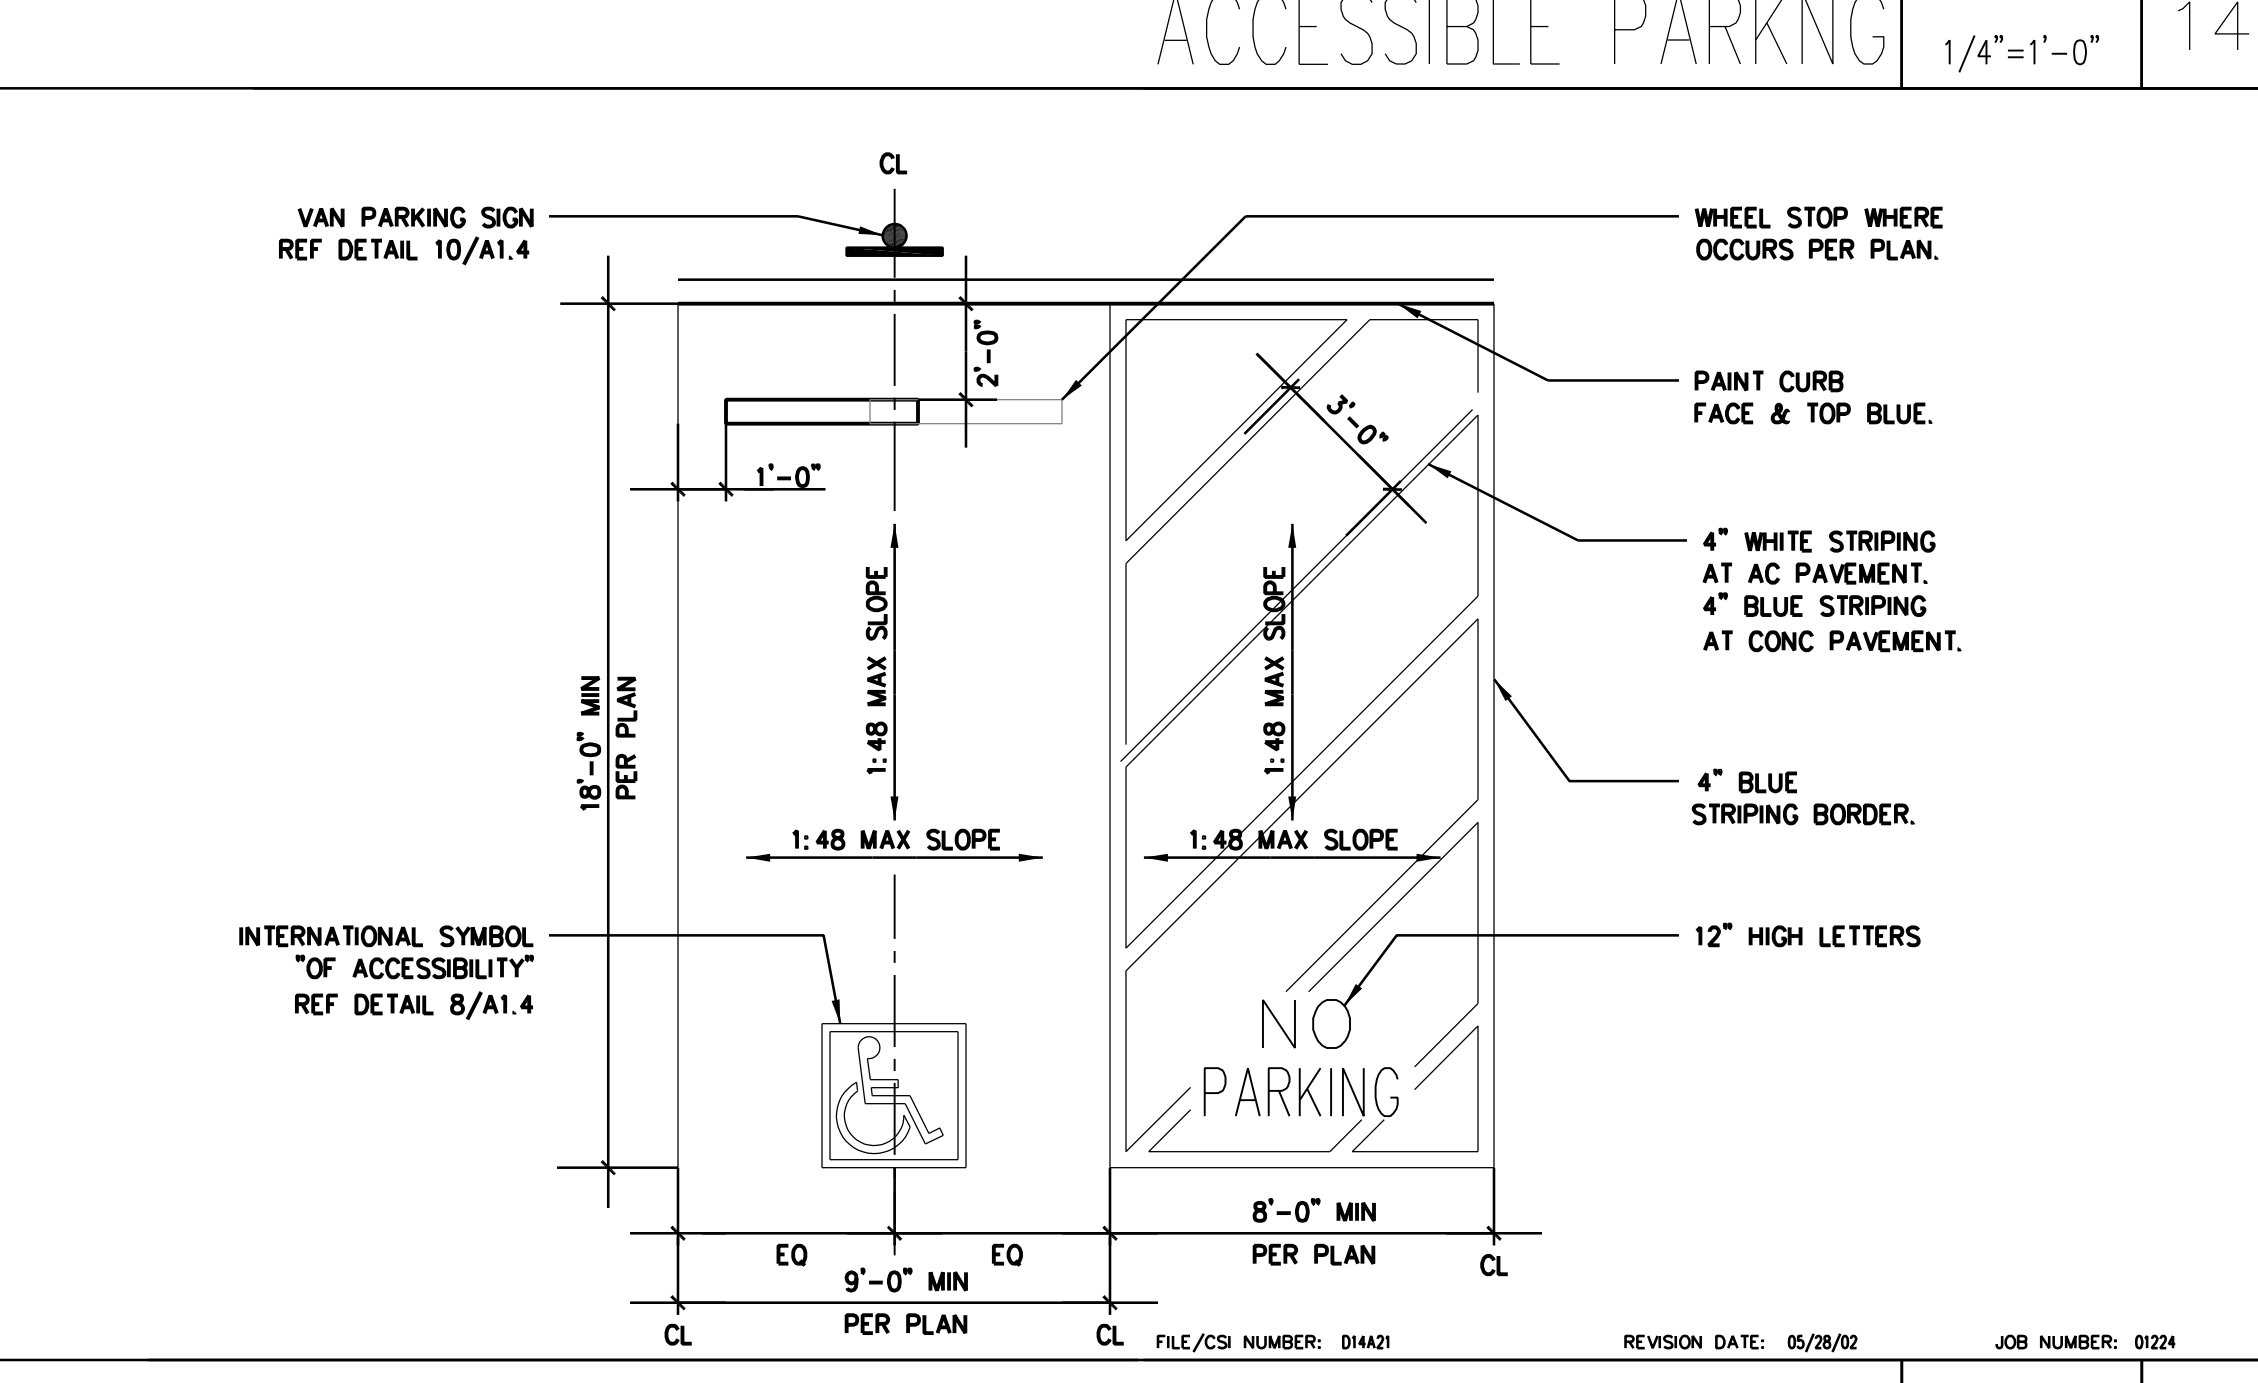 ACCESSIBLE PARKNG
1/4"=1'-0"
14
CL
VAN PARKING SIGN
REF DETAIL 10/A1.4
WHEEL STOP WHERE
OCCURS PER PLAN.
2'-0"
PAINT CURB
FACE & TOP BLUE.
3'-0"
1'-0"
4" WHITE STRIPING
AT AC PAVEMENT.
4" BLUE STRIPING
AT CONC PAVEMENT.
1:48 MAX SLOPE
1:48 MAX SLOPE
18'-0" MIN
PER PLAN
4" BLUE
STRIPING BORDER.
1:48 MAX SLOPE
1:48 MAX SLOPE
INTERNATIONAL SYMBOL
"OF ACCESSIBILITY"
REF DETAIL 8/A1.4
12" HIGH LETTERS
NO
PARKING
8'-0" MIN
PER PLAN
EQ
EQ
CL
9'-0" MIN
PER PLAN
CL
CL
FILE/CSI NUMBER: D14A21
REVISION DATE: 05/28/02
JOB NUMBER: 01224